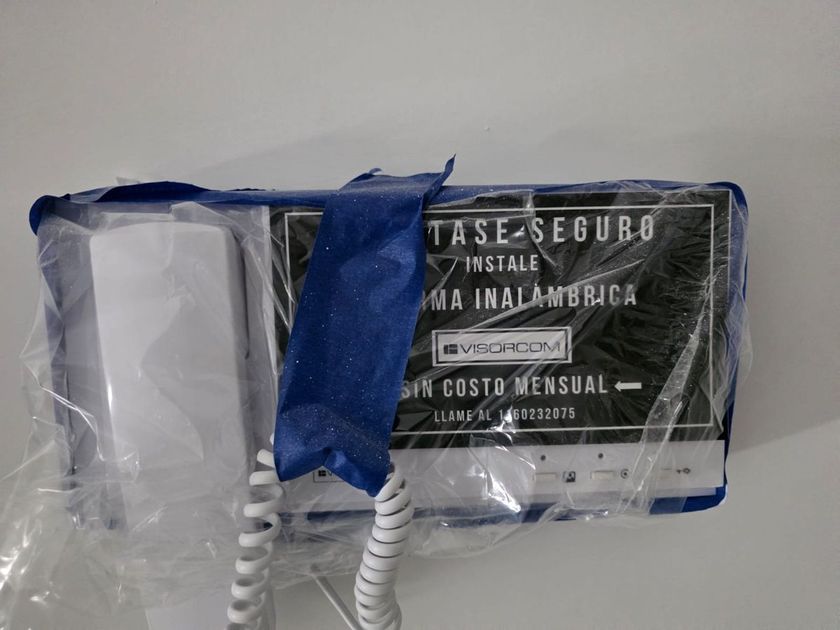 TASE SEGURO
INSTALE
MA INALÁMBRICA
VISORCOM
SIN COSTO MENSUAL
LLAME AL